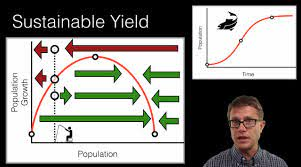 Sustainable Yield
Population Growth
Population
Population
Time